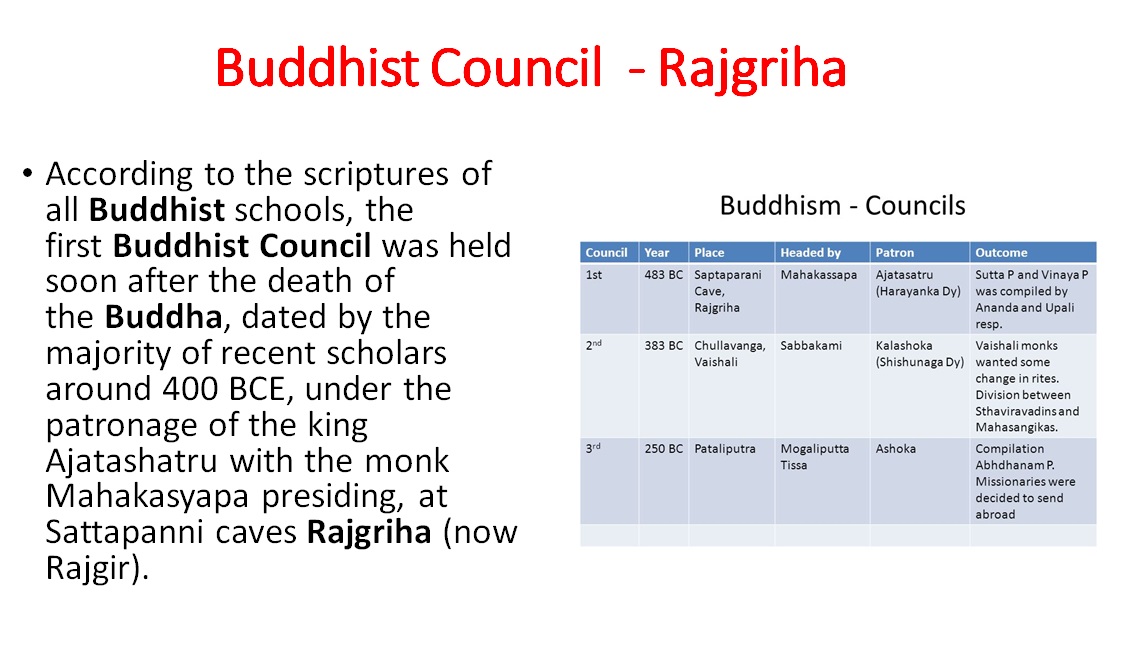 Buddhist Council - Rajgriha
• According to the scriptures of
all Buddhist schools, the
first Buddhist Council was held
soon after the death of
the Buddha, dated by the
majority of recent scholars
around 400 BCE, under the
patronage of the king
Ajatashatru with the monk
Mahakasyapa presiding, at
Sattapanni caves Rajgriha (now
Rajgir).
Buddhism - Councils
Council Year Place Headed by Patron Outcome
1st 483 BC Saptaparani Mahakassapa Ajatasatru Sutta P and Vinaya P
Cave, (Harayanka Dy) was compiled by
Rajgriha Ananda and Upali
resp.
2nd 383 BC Chullavanga, Sabbakami Kalashoka Vaishali monks
Vaishali (Shishunaga Dy) wanted some
change in rites.
Division between
Sthaviravadins and
Mahasangikas.
3rd 250 BC Pataliputra Mogaliputta Ashoka Compilation
Tissa Abhdhanam P.
Missionaries were
decided to send
abroad